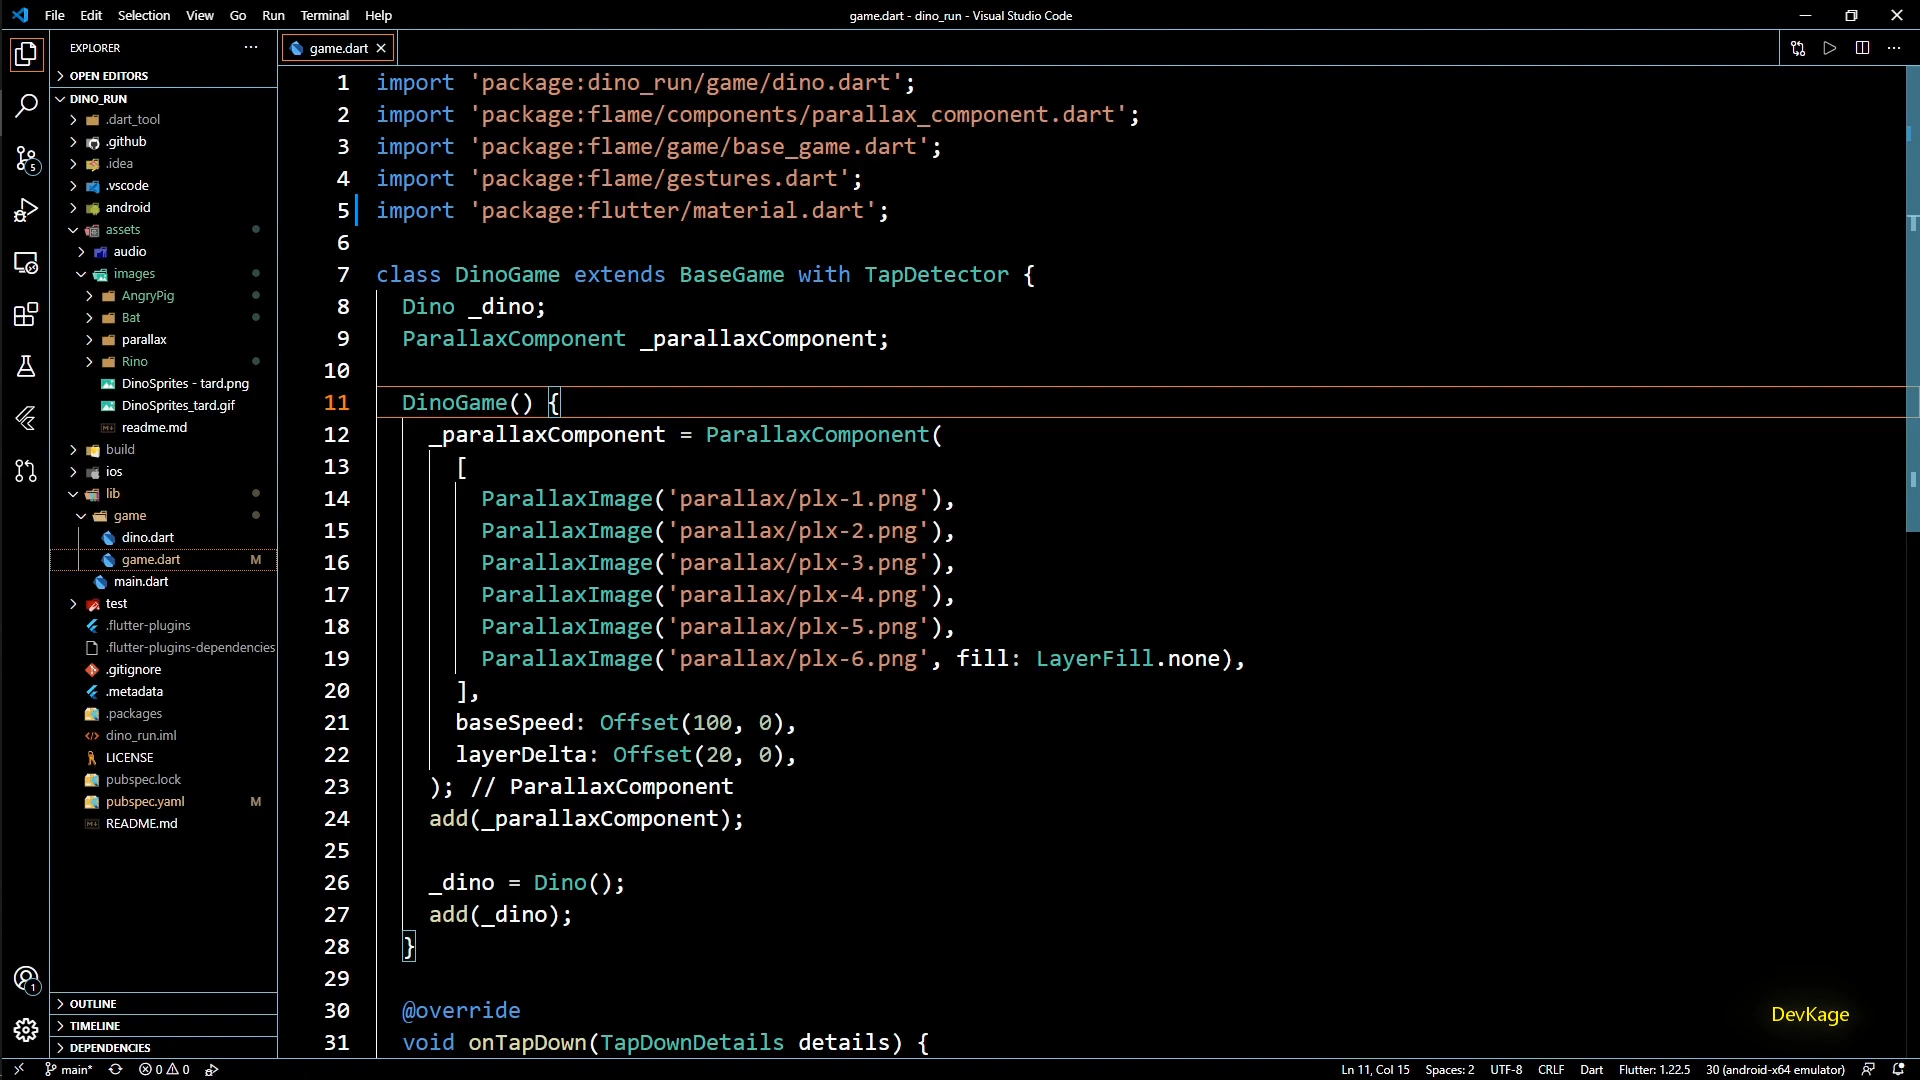 File Edit Selection View Go Run Terminal Help
game.dart - dino_run - Visual Studio Code
EXPLORER
OPEN EDITORS
DINO_RUN
.dart_tool
.github
.idea
.vscode
android
assets
audio
images
AngryPig
Bat
parallax
Rino
DinoSprites - tard.png
DinoSprites_tard.gif
readme.md
build
ios
lib
game
dino.dart
game.dart M
main.dart
test
.flutter-plugins
.flutter-plugins-dependencies
.gitignore
.metadata
.packages
dino_run.iml
LICENSE
pubspec.lock
pubspec.yaml M
README.md
OUTLINE
TIMELINE
DEPENDENCIES
5
1
game.dart
1 import 'package:dino_run/game/dino.dart';
2 import 'package:flame/components/parallax_component.dart';
3 import 'package:flame/game/base_game.dart';
4 import 'package:flame/gestures.dart';
5 import 'package:flutter/material.dart';
6
7 class DinoGame extends BaseGame with TapDetector {
8 Dino _dino;
9 ParallaxComponent _parallaxComponent;
10
11 DinoGame() {
12 _parallaxComponent = ParallaxComponent(
13 [
14 ParallaxImage('parallax/plx-1.png'),
15 ParallaxImage('parallax/plx-2.png'),
16 ParallaxImage('parallax/plx-3.png'),
17 ParallaxImage('parallax/plx-4.png'),
18 ParallaxImage('parallax/plx-5.png'),
19 ParallaxImage('parallax/plx-6.png', fill: LayerFill.none),
20 ],
21 baseSpeed: Offset(100, 0),
22 layerDelta: Offset(20, 0),
23 ); // ParallaxComponent
24 add(_parallaxComponent);
25
26 _dino = Dino();
27 add(_dino);
28 }
29
30 @override
31 void onTapDown(TapDownDetails details) {
DevKage
main* 0 0
Ln 11, Col 15 Spaces: 2 UTF-8 CRLF Dart Flutter: 1.22.5 30 (android-x64 emulator)